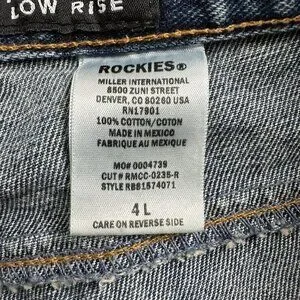 LOW RISE
ROCKIES®
MILLER INTERNATIONAL
8500 ZUNI STREET
DENVER, CO 80260 USA
RN17901
100% COTTON/COTON
MADE IN MEXICO
FABRIQUE AU MEXIQUE
MO# 0004739
CUT# RMCC-0236-R
STYLE RB81574071
4 L
CARE ON REVERSE SIDE